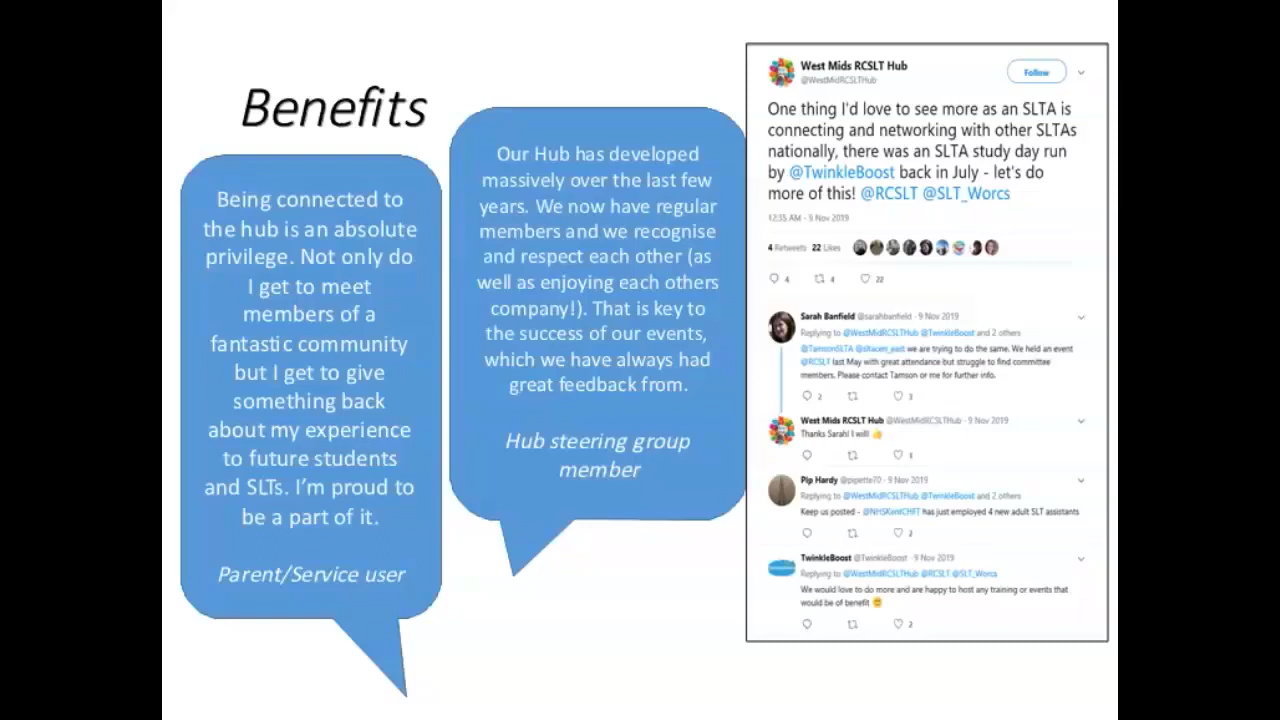 Benefits
Being connected to
the hub is an absolute
privilege. Not only do
I get to meet
members of a
fantastic community
but I get to give
something back
about my experience
to future students
and SLTs. I’m proud to
be a part of it.
Parent/Service user
Our Hub has developed
massively over the last few
years. We now have regular
members and we recognise
and respect each other (as
well as enjoying each others
company!). That is key to
the success of our events,
which we have always had
great feedback from.
Hub steering group
member
West Mids RCSLT Hub
@WestMidRCSLTHub
Follow
One thing I'd love to see more as an SLTA is
connecting and networking with other SLTAs
nationally, there was an SLTA study day run
by @TwinkleBoost back in July - let's do
more of this! @RCSLT @SLT_Worcs
12:35 AM - 9 Nov 2019
4 Retweets 22 Likes
4 4 22
Sarah Banfield @sarahbanfield · 9 Nov 2019
Replying to @WestMidRCSLTHub @TwinkleBoost and 2 others
@TamsonSLTA @sltacen_east we are trying to do the same. We held an event
@RCSLT last May with great attendance but struggle to find committee
members. Please contact Tamson or me for further info.
2 3
West Mids RCSLT Hub @WestMidRCSLTHub · 9 Nov 2019
Thanks Sarah! I will 👍
1
Pip Hardy @pipette70 · 9 Nov 2019
Replying to @WestMidRCSLTHub @TwinkleBoost and 2 others
Keep us posted - @NHSKentCHFT has just employed 4 new adult SLT assistants
2
TwinkleBoost @TwinkleBoost · 9 Nov 2019
Replying to @WestMidRCSLTHub @RCSLT @SLT_Worcs
We would love to do more and are happy to host any training or events that
would be of benefit 🙂
2